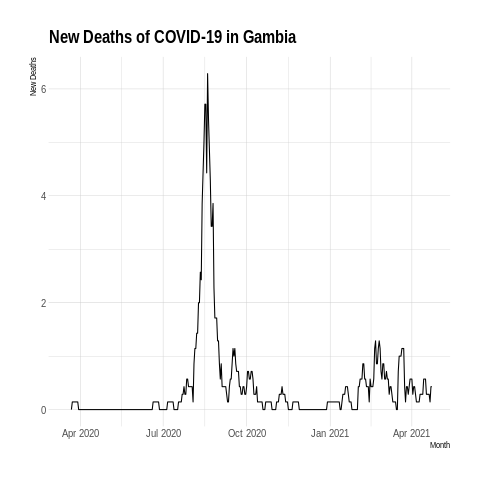 New Deaths of COVID-19 in Gambia
New Deaths
6
4
2
0
Apr 2020 Jul 2020 Oct 2020 Jan 2021 Apr 2021
Month